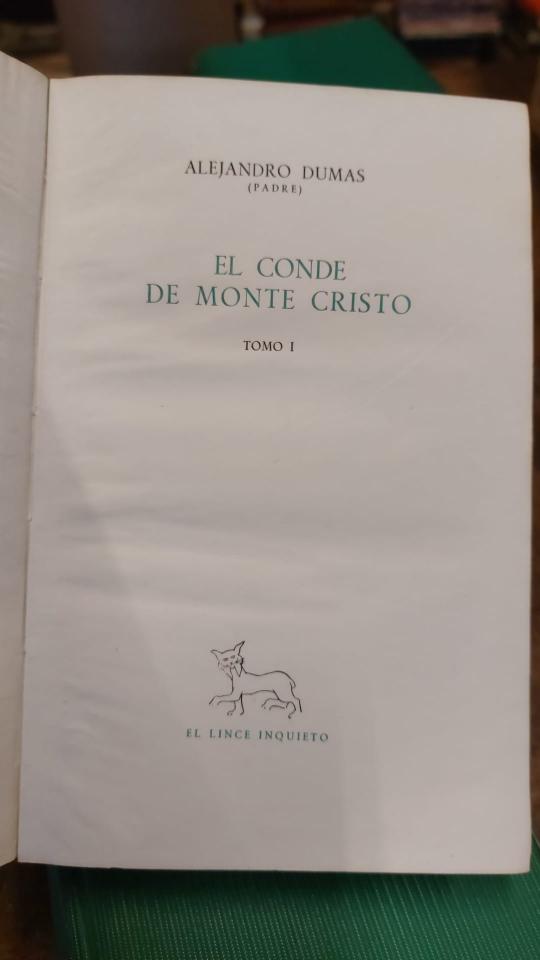 ALEJANDRO DUMAS
(PADRE)
EL CONDE
DE MONTE CRISTO
TOMO I
EL LINCE INQUIETO